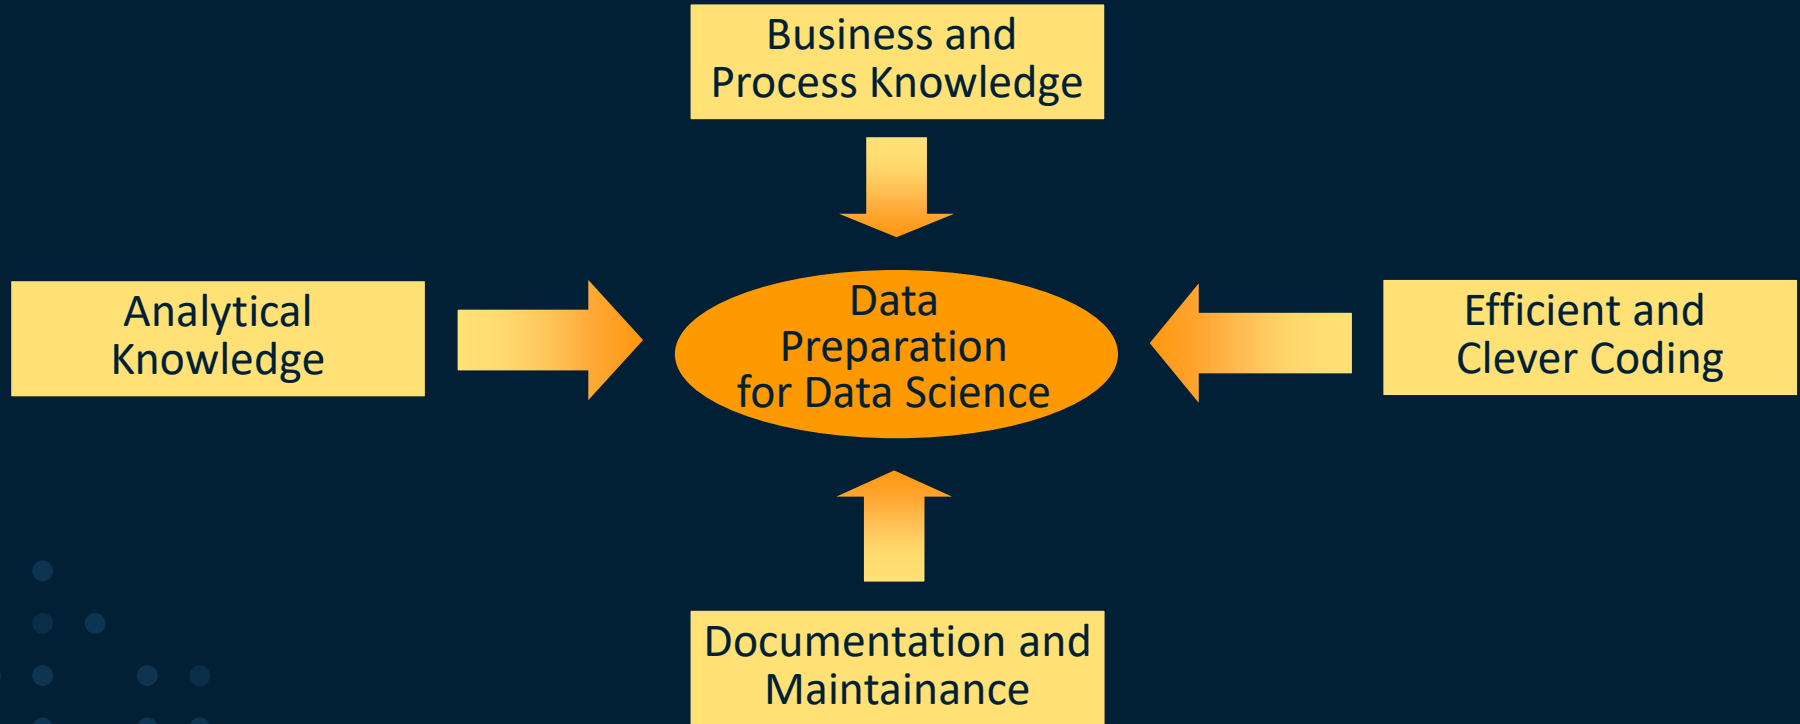 Business and
Process Knowledge
Analytical
Knowledge
Data
Preparation
for Data Science
Efficient and
Clever Coding
Documentation and
Maintainance